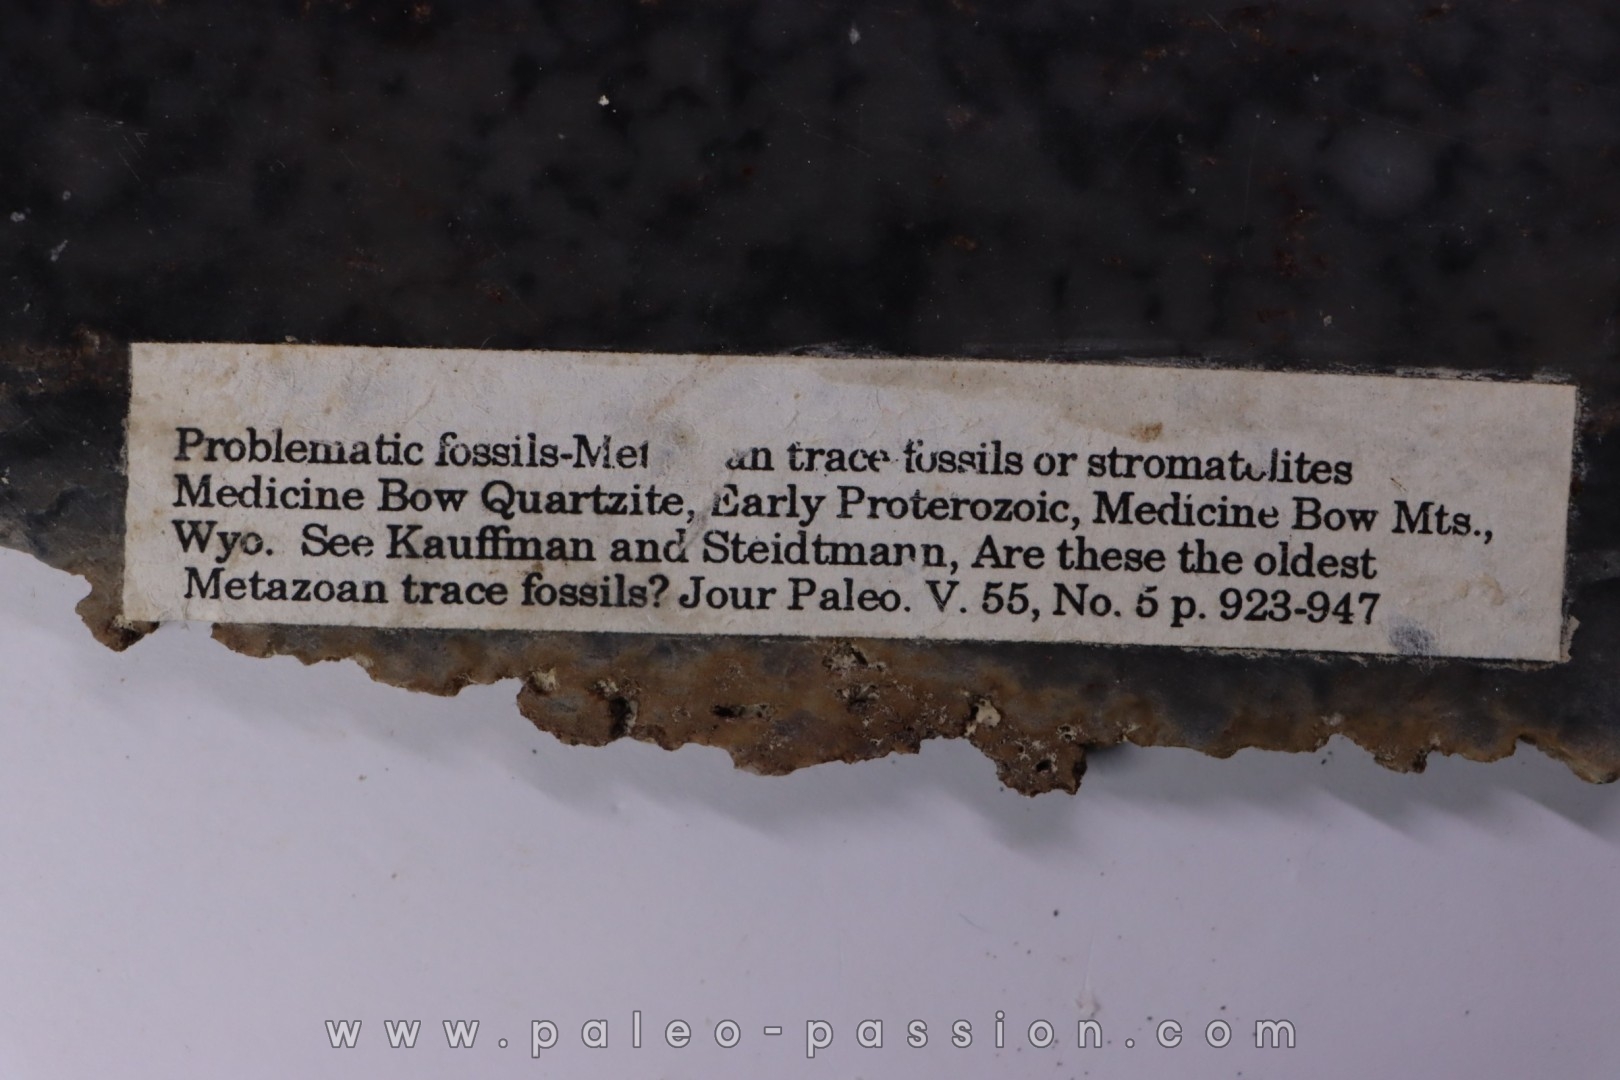 Problematic fossils-Met an trace fossils or stromatolites
Medicine Bow Quartzite, Early Proterozoic, Medicine Bow Mts.,
Wyo. See Kauffman and Steidtmann, Are these the oldest
Metazoan trace fossils? Jour Paleo. V. 55, No. 5 p. 923-947
www.paleo-passion.com